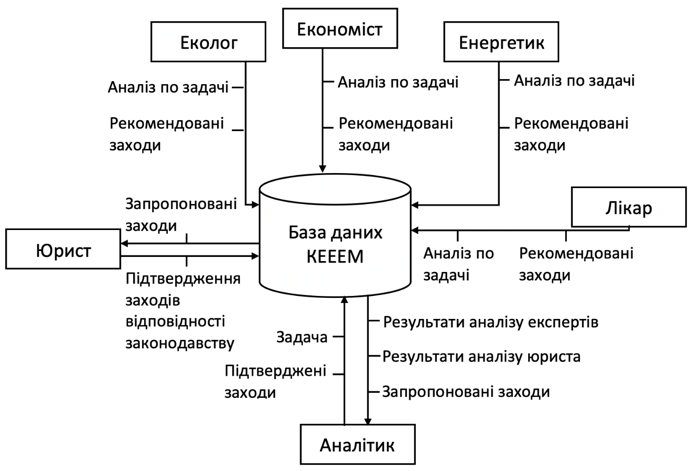 Еколог
Економіст
Енергетик
Аналіз по задачі
Рекомендовані
заходи
Аналіз по задачі
Рекомендовані
заходи
Аналіз по задачі
Рекомендовані
заходи
Лікар
Аналіз по
задачі
Рекомендовані
заходи
База даних
КЕЕЕМ
Запропоновані
заходи
Юрист
Підтвердження
заходів
відповідності
законодавству
Задача
Підтверджені
заходи
Результати аналізу експертів
Результати аналізу юриста
Запропоновані заходи
Аналітик